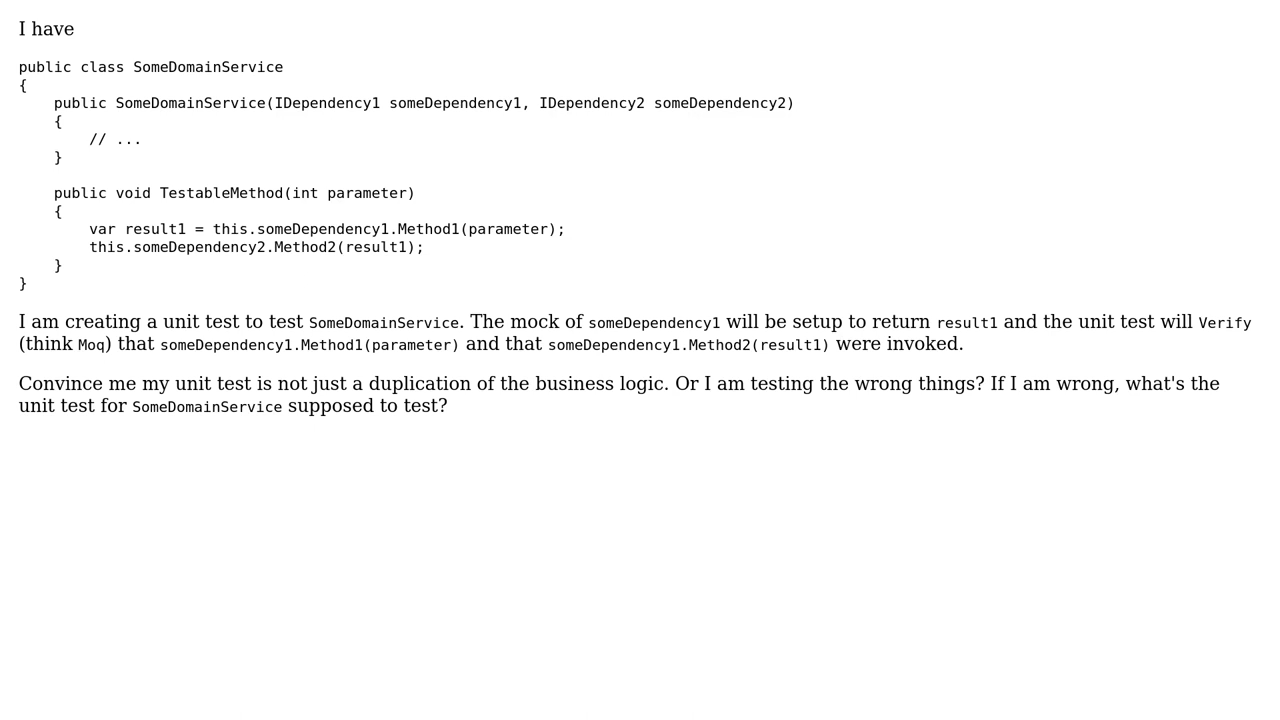 I have
public class SomeDomainService
{
    public SomeDomainService(IDependency1 someDependency1, IDependency2 someDependency2)
    {
        // ...
    }
    public void TestableMethod(int parameter)
    {
        var result1 = this.someDependency1.Method1(parameter);
        this.someDependency2.Method2(result1);
    }
}
I am creating a unit test to test SomeDomainService. The mock of someDependency1 will be setup to return result1 and the unit test will Verify
(think Moq) that someDependency1.Method1(parameter) and that someDependency1.Method2(result1) were invoked.
Convince me my unit test is not just a duplication of the business logic. Or I am testing the wrong things? If I am wrong, what's the
unit test for SomeDomainService supposed to test?